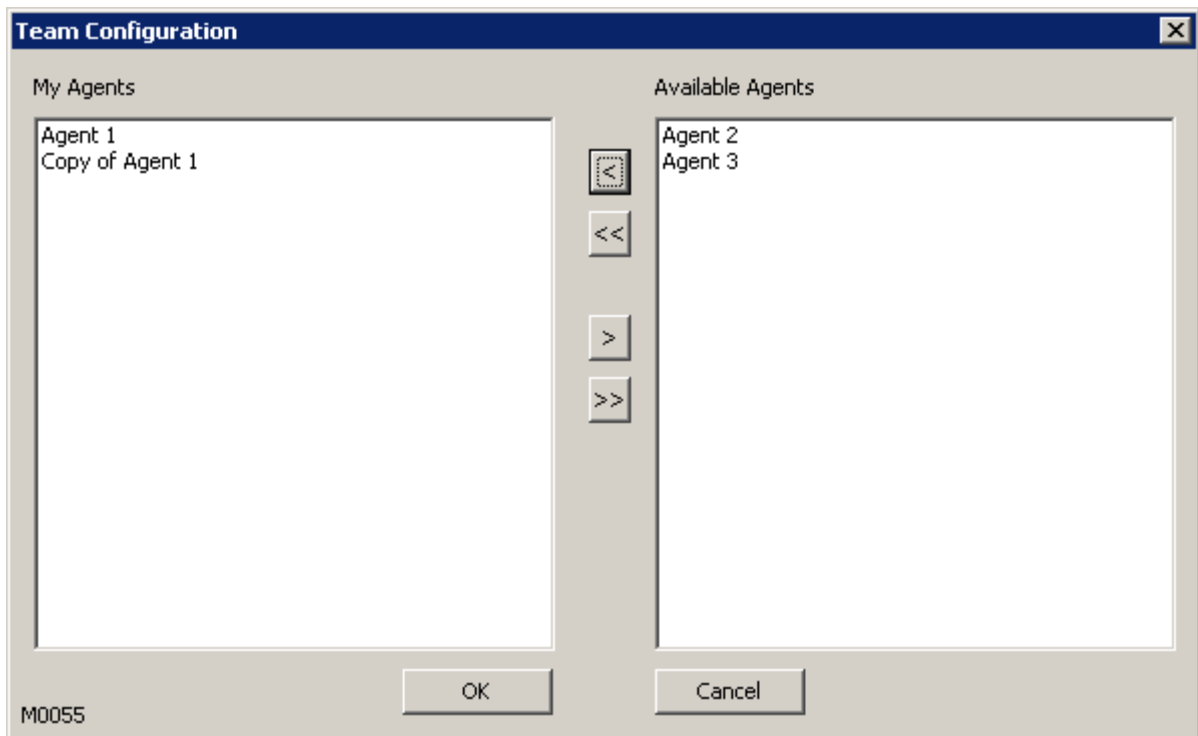 Team Configuration
My Agents
Available Agents
Agent 1
Copy of Agent 1
Agent 2
Agent 3
<
<<
>
>>
OK
Cancel
M0055